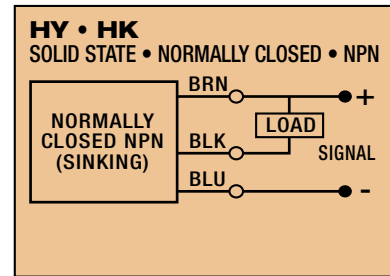 HY • HK
SOLID STATE • NORMALLY CLOSED • NPN
BRN
+
NORMALLY
CLOSED NPN
(SINKING)
LOAD
BLK
SIGNAL
BLU
-